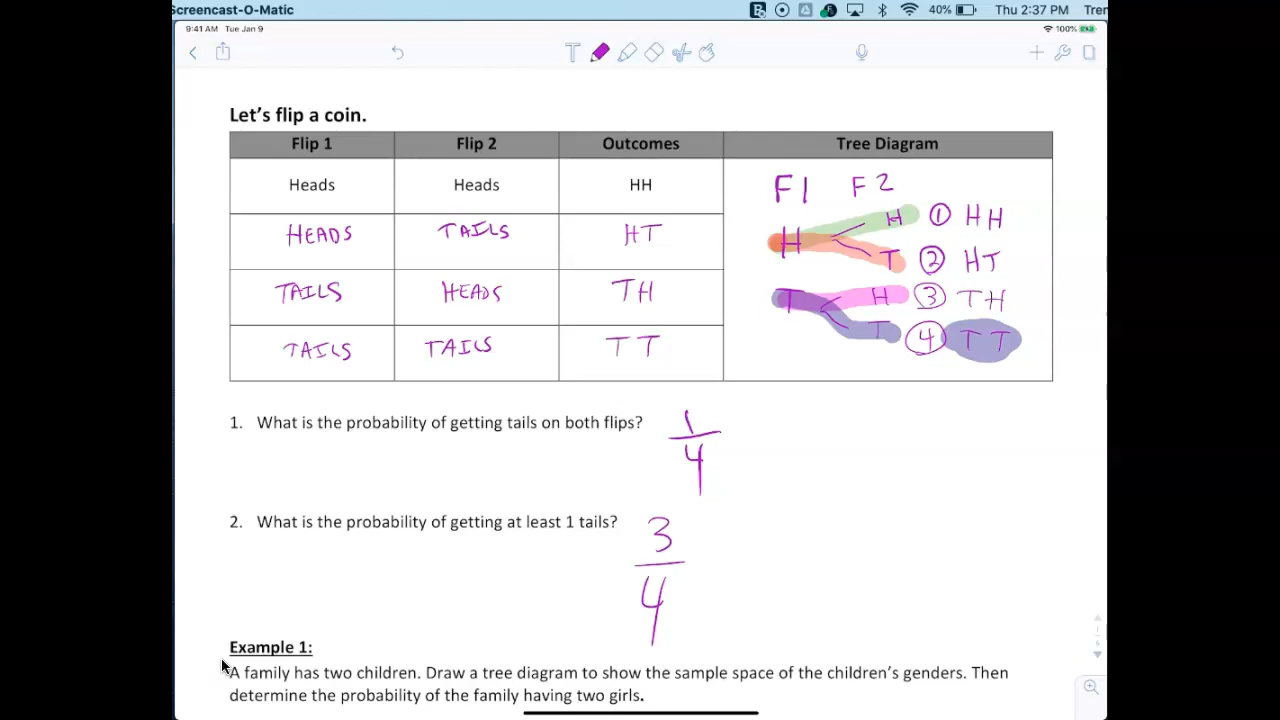 Screencast-O-Matic 40% Thu 2:37 PM Tren
9:41 AM Tue Jan 9 100%
Let's flip a coin.
Flip 1 Flip 2 Outcomes Tree Diagram
Heads Heads HH
HEADS TAILS HT
TAILS HEADS TH
TAILS TAILS TT
F1 F2
H H 1 HH
T 2 HT
T H 3 TH
T 4 TT
1. What is the probability of getting tails on both flips?
1
4
2. What is the probability of getting at least 1 tails?
3
4
Example 1:
A family has two children. Draw a tree diagram to show the sample space of the children's genders. Then
determine the probability of the family having two girls.